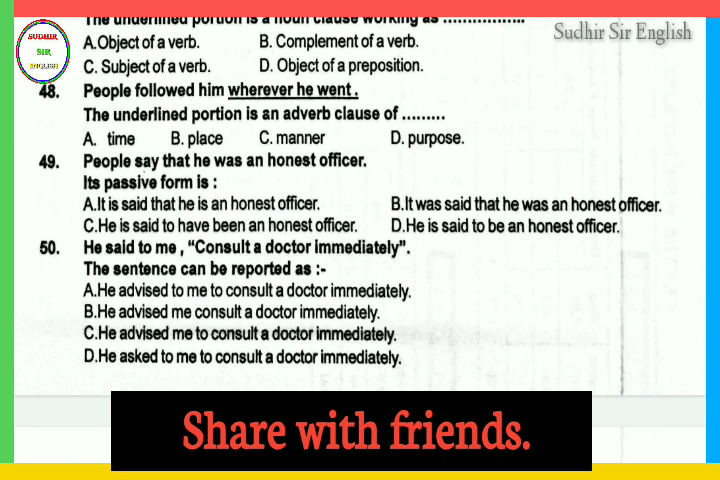 The underlined portion is a noun clause working as ..................
SUDHIR
SIR
ENGLISH
Sudhir Sir English
A.Object of a verb. B. Complement of a verb.
C. Subject of a verb. D. Object of a preposition.
48. People followed him wherever he went .
The underlined portion is an adverb clause of .........
A. time B. place C. manner D. purpose.
49. People say that he was an honest officer.
Its passive form is :
A.It is said that he is an honest officer. B.It was said that he was an honest officer.
C.He is said to have been an honest officer. D.He is said to be an honest officer.
50. He said to me , “Consult a doctor immediately”.
The sentence can be reported as :-
A.He advised to me to consult a doctor immediately.
B.He advised me consult a doctor immediately.
C.He advised me to consult a doctor immediately.
D.He asked to me to consult a doctor immediately.
Share with friends.